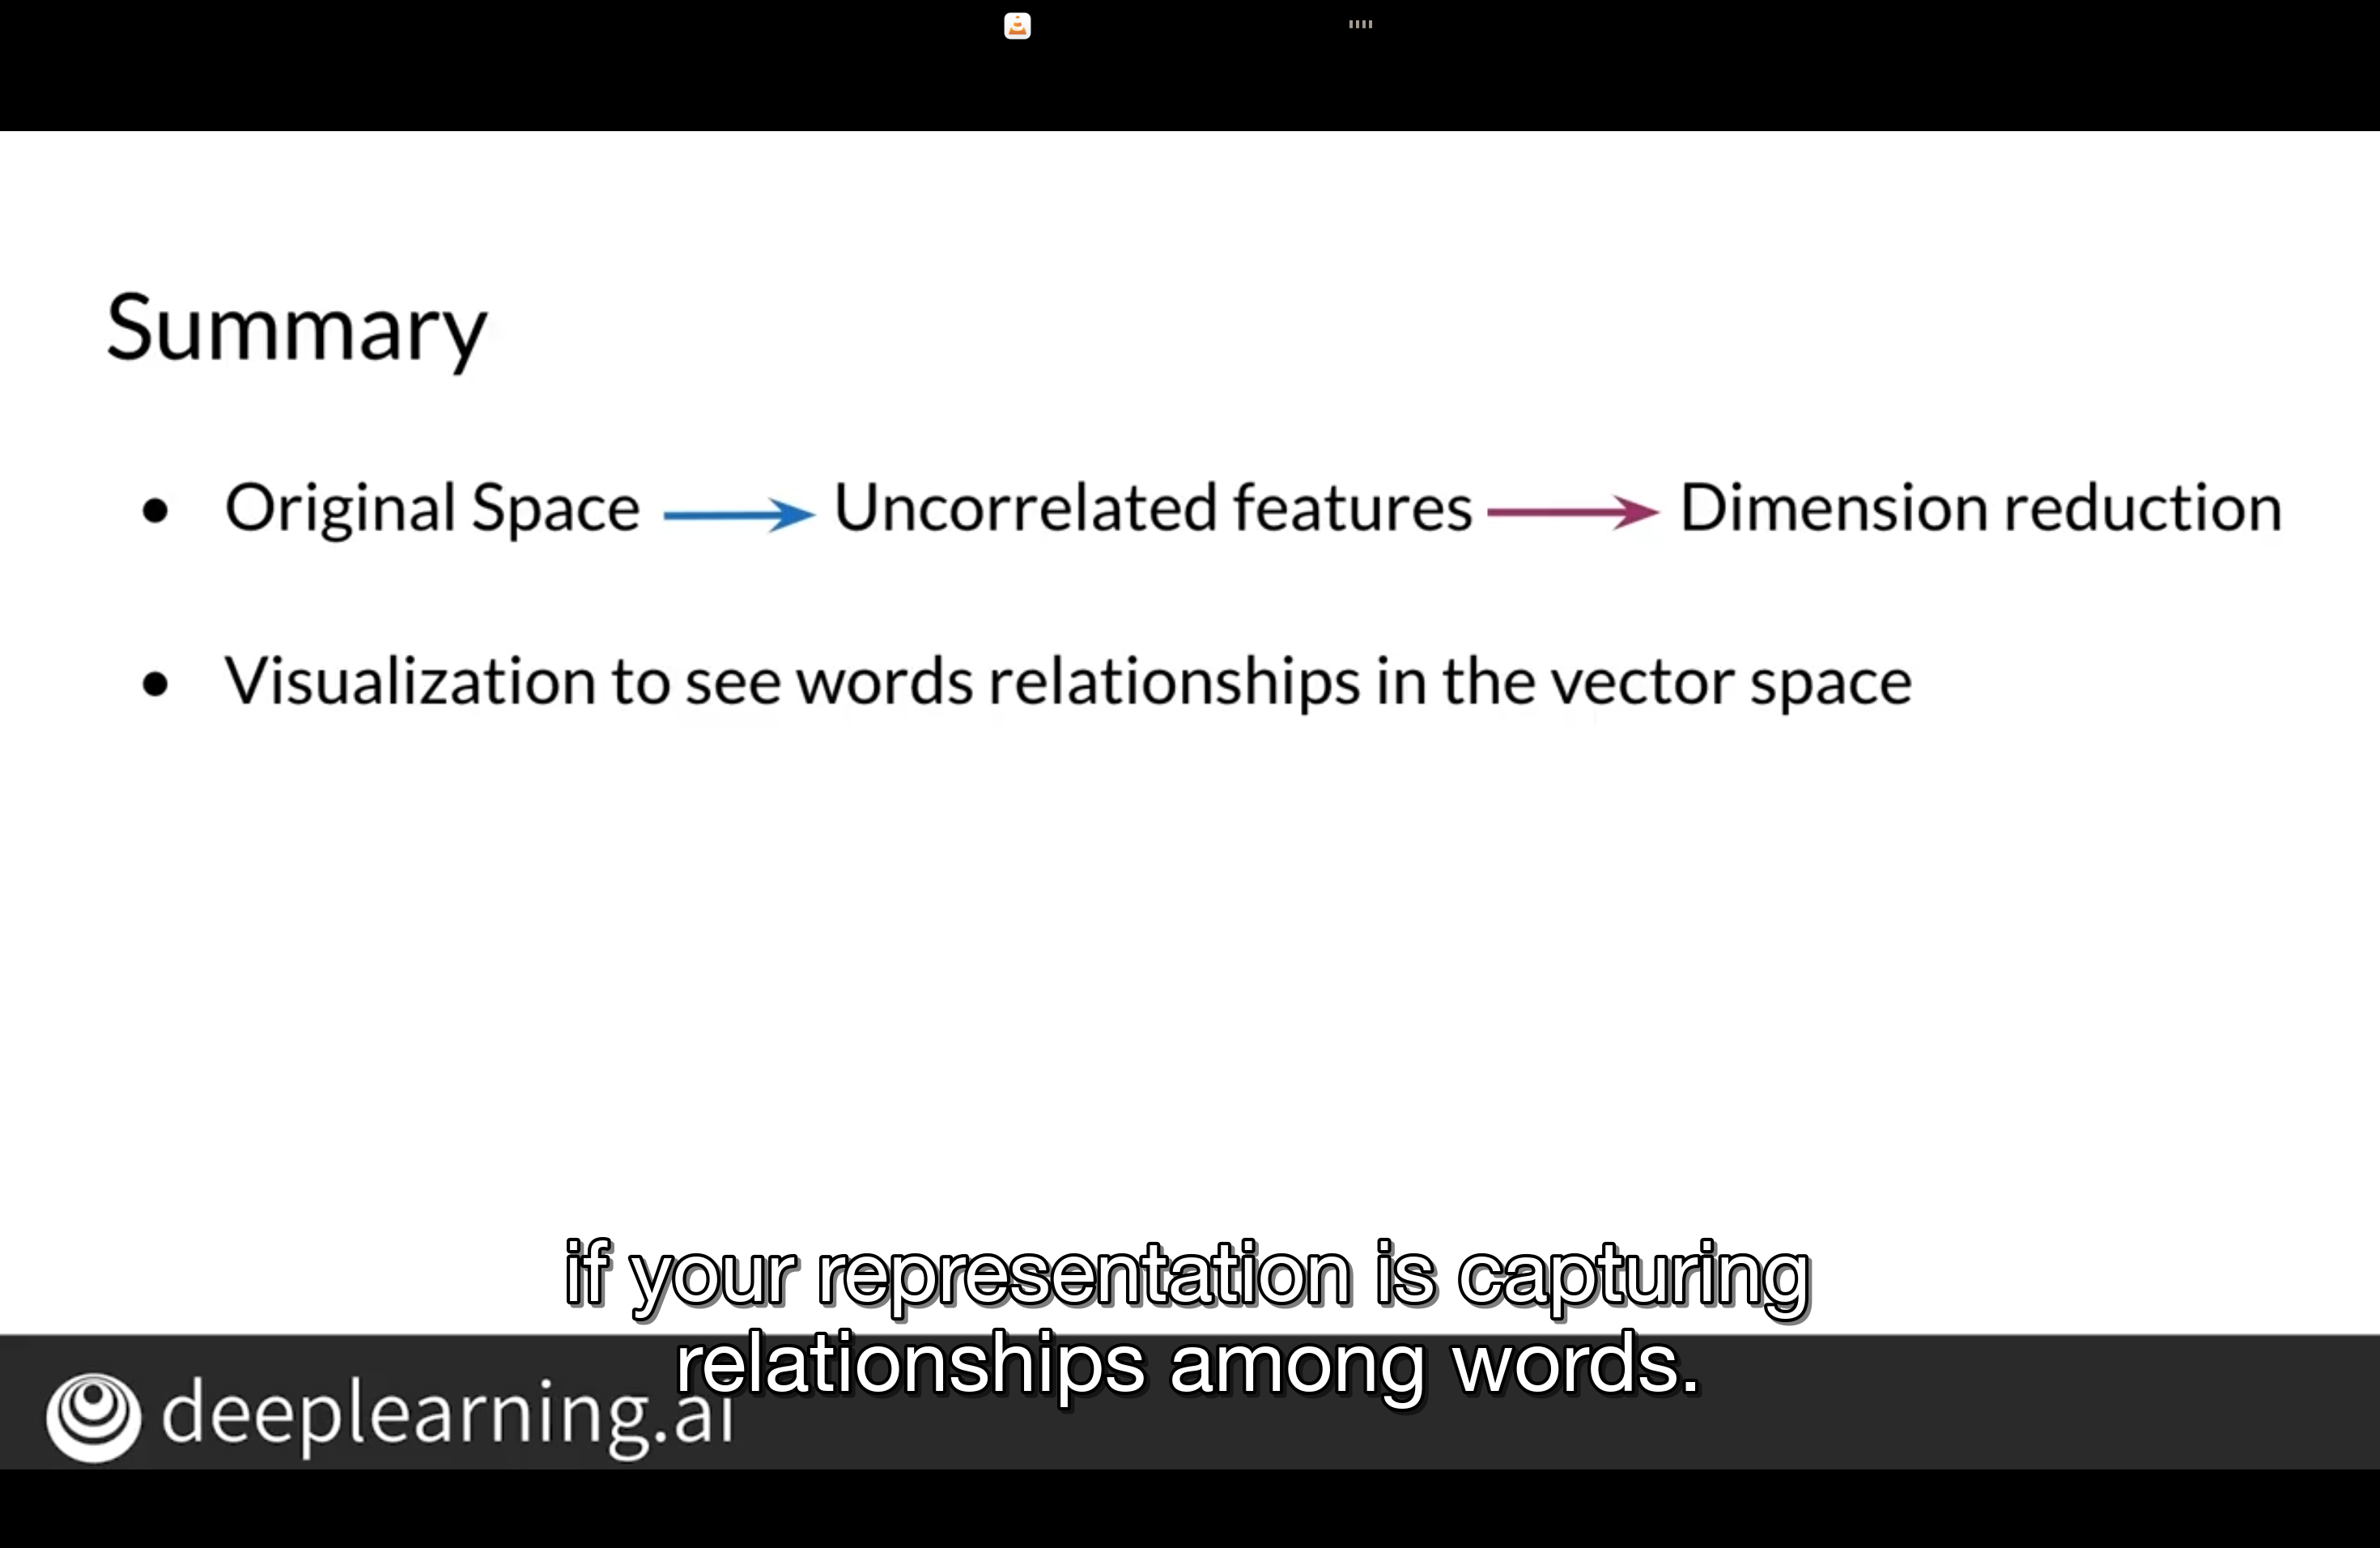 Summary
● Original Space → Uncorrelated features → Dimension reduction
● Visualization to see words relationships in the vector space
if your representation is capturing
relationships among words.
deeplearning.ai